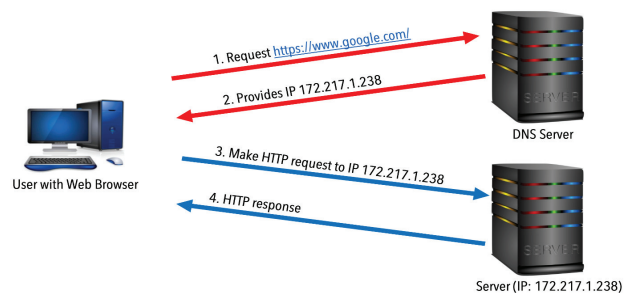 1. Request https://www.google.com/
2. Provides IP 172.217.1.238
SERVER
DNS Server
User with Web Browser
3. Make HTTP request to IP 172.217.1.238
4. HTTP response
SERVER
Server (IP: 172.217.1.238)